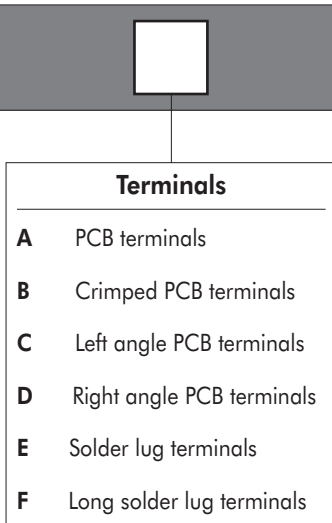 Terminals
A PCB terminals
B Crimped PCB terminals
C Left angle PCB terminals
D Right angle PCB terminals
E Solder lug terminals
F Long solder lug terminals